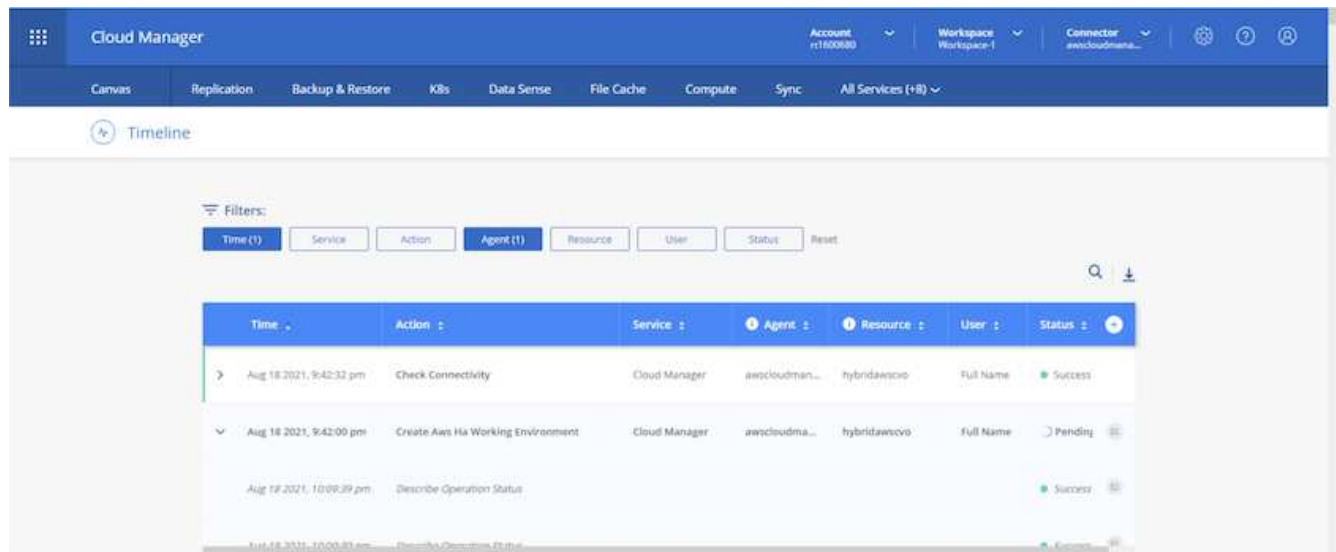 Cloud Manager
Account
rt1600680
Workspace
Workspace-1
Connector
awscloudmana...
Canvas Replication Backup & Restore K8s Data Sense File Cache Compute Sync All Services (+8)
Timeline
Filters:
Time (1) Service Action Agent (1) Resource User Status Reset
Time Action Service Agent Resource User Status
Aug 18 2021, 9:42:32 pm Check Connectivity Cloud Manager awscloudman... hybridawscvo Full Name Success
Aug 18 2021, 9:42:00 pm Create Aws Ha Working Environment Cloud Manager awscloudma... hybridawscvo Full Name Pending
Aug 18 2021, 10:09:39 pm Describe Operation Status Success